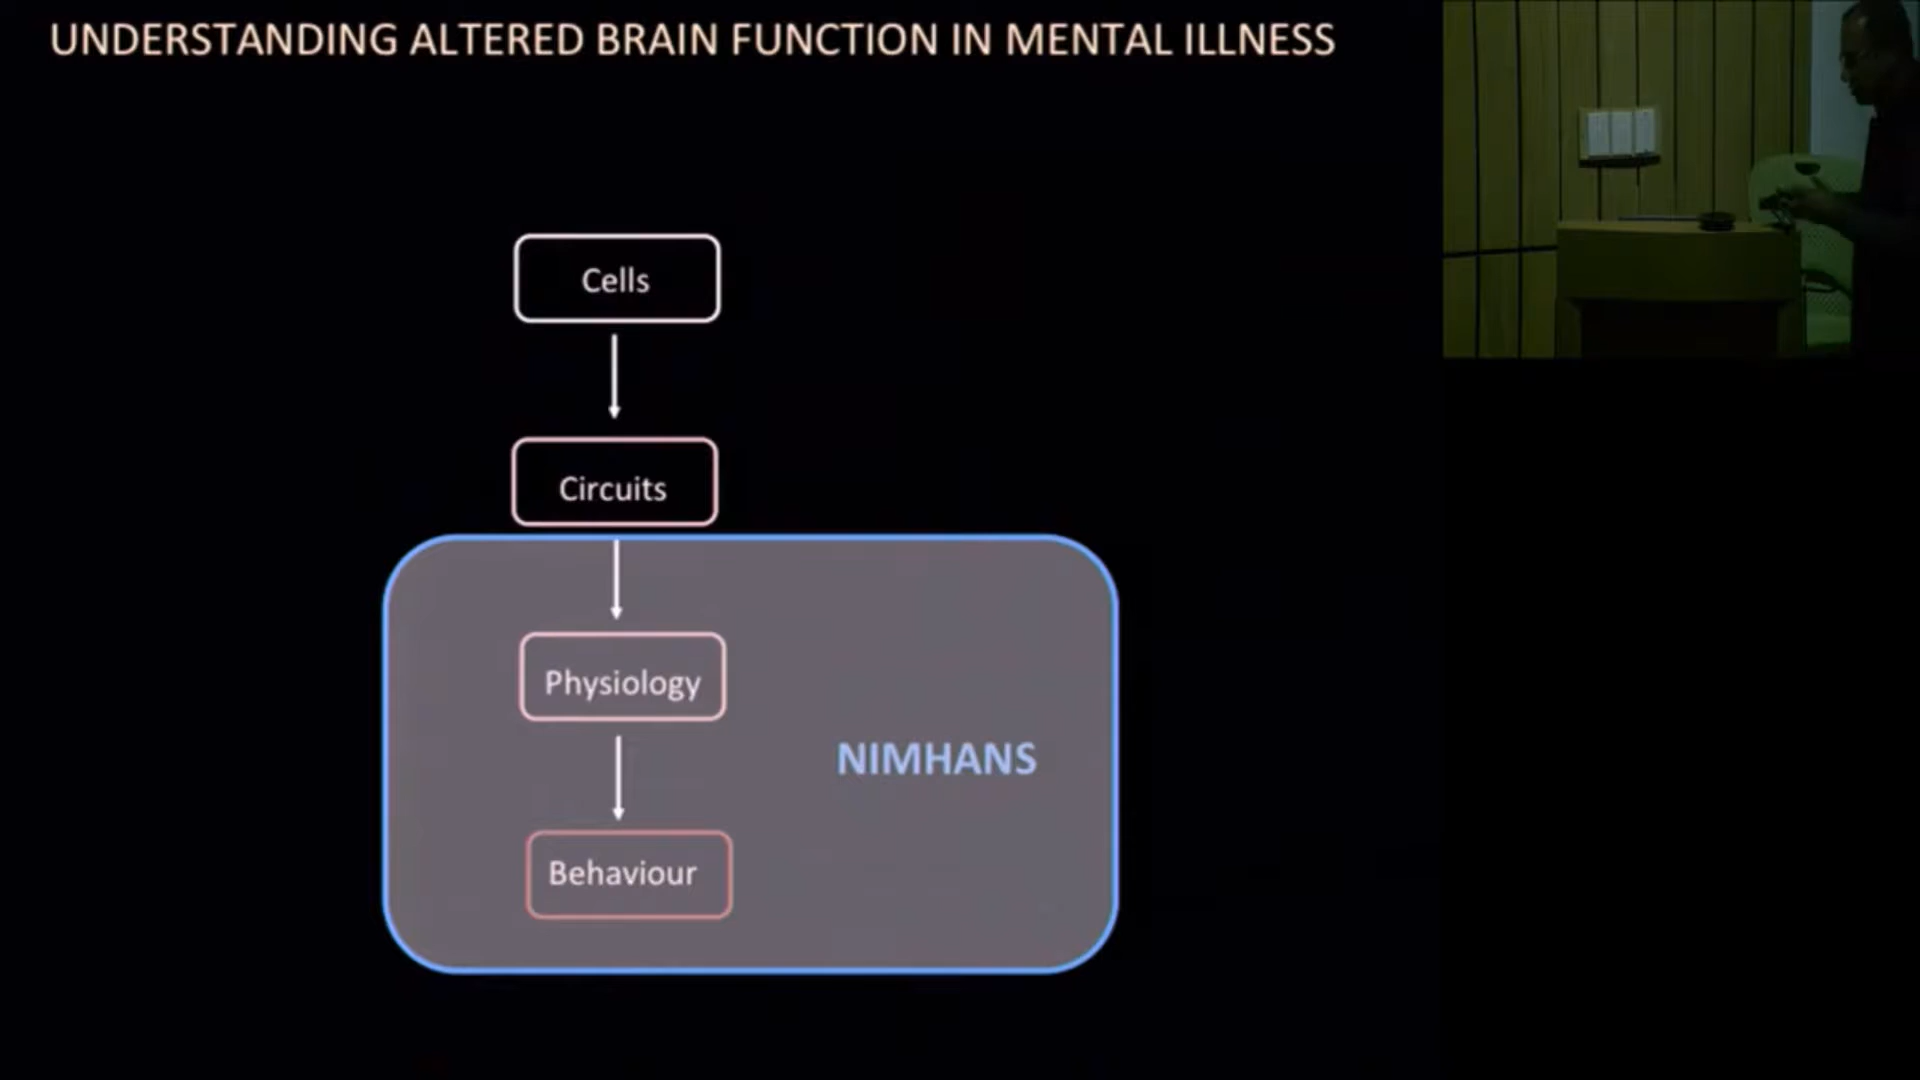 UNDERSTANDING ALTERED BRAIN FUNCTION IN MENTAL ILLNESS
Cells
Circuits
Physiology
NIMHANS
Behaviour